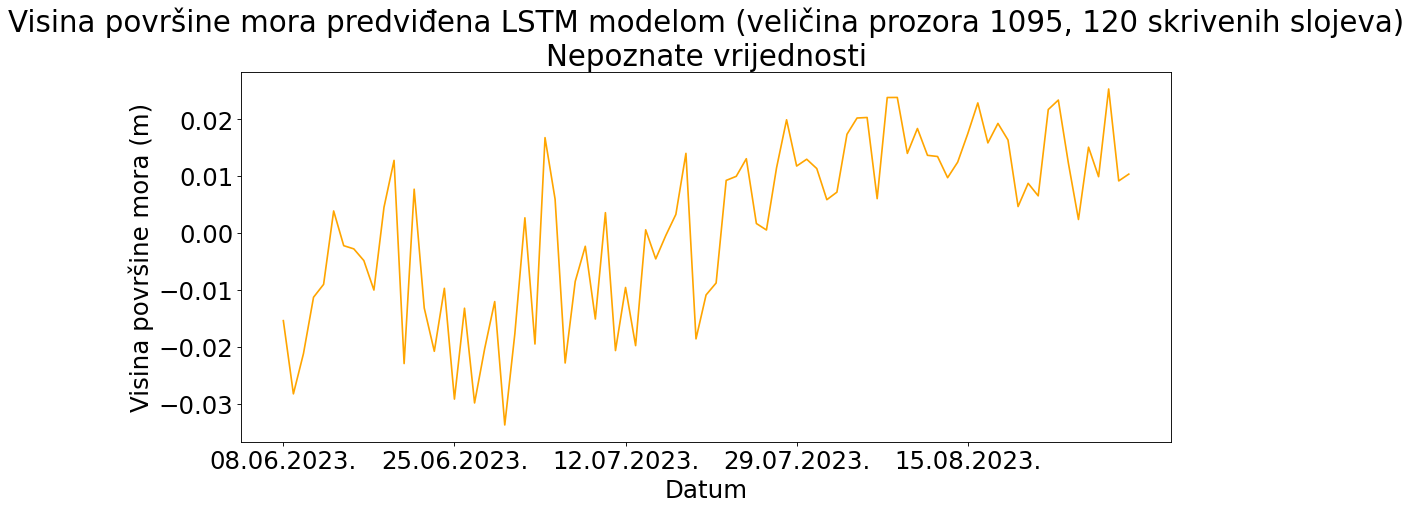 Visina površine mora predviđena LSTM modelom (veličina prozora 1095, 120 skrivenih slojeva)
Nepoznate vrijednosti
Visina površine mora (m)
0.02
0.01
0.00
−0.01
−0.02
−0.03
08.06.2023. 25.06.2023. 12.07.2023. 29.07.2023. 15.08.2023.
Datum